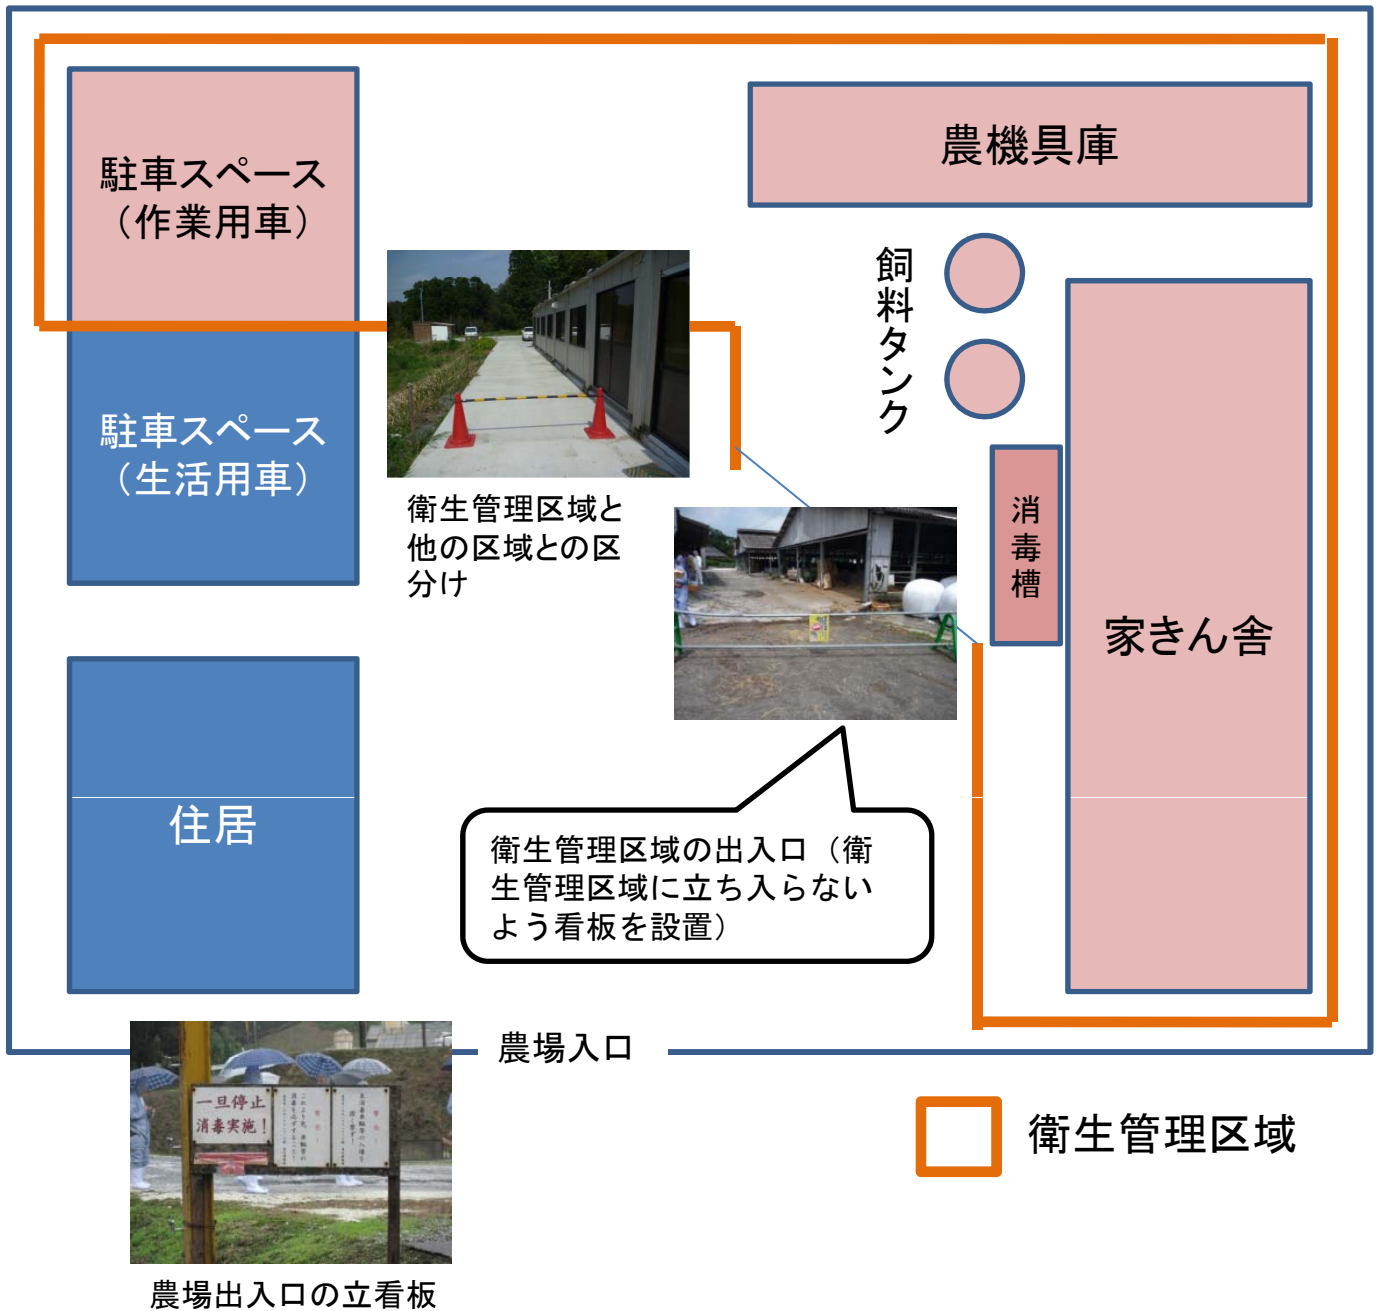 駐車スペース
（作業用車）
農機具庫
飼料タンク
駐車スペース
（生活用車）
衛生管理区域と
他の区域との区
分け
消毒槽
家きん舎
住居
衛生管理区域の出入口（衛
生管理区域に立ち入らない
よう看板を設置）
農場入口
一旦停止
消毒実施！
衛生管理区域
農場出入口の立看板